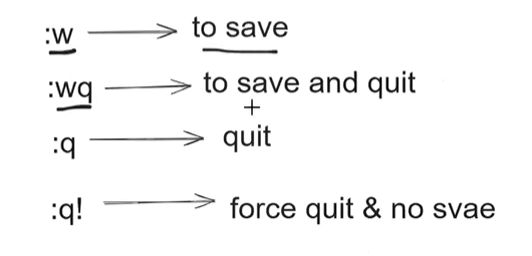 :w → to save
:wq → to save and quit
+
:q → quit
:q! → force quit & no svae